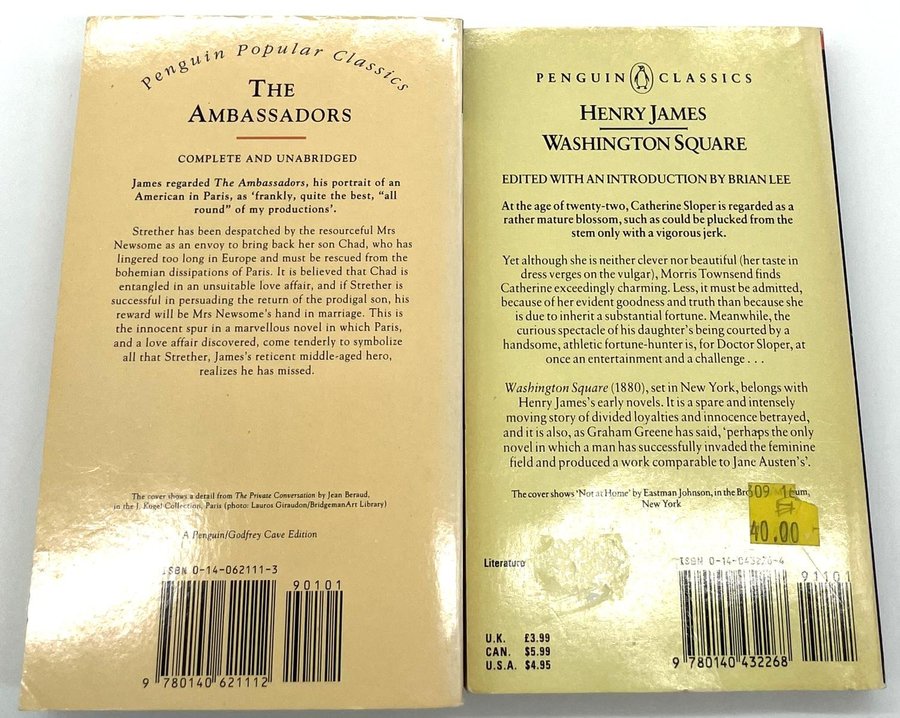 Penguin Popular Classics
THE
AMBASSADORS
COMPLETE AND UNABRIDGED
James regarded The Ambassadors, his portrait of an
American in Paris, as ‘frankly, quite the best, “all
round” of my productions’.
Strether has been despatched by the resourceful Mrs
Newsome as an envoy to bring back her son Chad, who has
lingered too long in Europe and must be rescued from the
bohemian dissipations of Paris. It is believed that Chad is
entangled in an unsuitable love affair, and if Strether is
successful in persuading the return of the prodigal son, his
reward will be Mrs Newsome's hand in marriage. This is
the innocent spur in a marvellous novel in which Paris,
and a love affair discovered, come tenderly to symbolize
all that Strether, James's reticent middle-aged hero,
realizes he has missed.
The cover shows a detail from The Private Conversation by Jean Beraud,
in the J. Kugel Collection, Paris (photo: Lauros Giraudon/BridgemanArt Library)
A Penguin/Godfrey Cave Edition
ISBN 0-14-062111-3
90101
9 780140 621112
PENGUIN CLASSICS
HENRY JAMES
WASHINGTON SQUARE
EDITED WITH AN INTRODUCTION BY BRIAN LEE
At the age of twenty-two, Catherine Sloper is regarded as a
rather mature blossom, such as could be plucked from the
stem only with a vigorous jerk.
Yet although she is neither clever nor beautiful (her taste in
dress verges on the vulgar), Morris Townsend finds
Catherine exceedingly charming. Less, it must be admitted,
because of her evident goodness and truth than because she
is due to inherit a substantial fortune. Meanwhile, the
curious spectacle of his daughter's being courted by a
handsome, athletic fortune-hunter is, for Doctor Sloper, at
once an entertainment and a challenge . . .
Washington Square (1880), set in New York, belongs with
Henry James's early novels. It is a spare and intensely
moving story of divided loyalties and innocence betrayed,
and it is also, as Graham Greene has said, ‘perhaps the only
novel in which a man has successfully invaded the feminine
field and produced a work comparable to Jane Austen's’.
The cover shows ‘Not at Home’ by Eastman Johnson, in the
New York
40.00
Literature
ISBN 0-14-043226-4
91101
9 780140 432268
U.K. £3.99
CAN. $5.99
U.S.A. $4.95